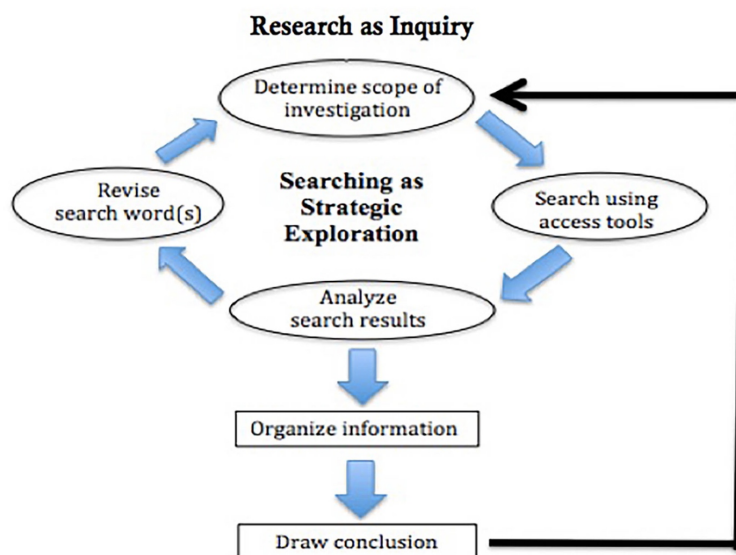 Research as Inquiry
Determine scope of
investigation
Revise
search word(s)
Searching as
Strategic
Exploration
Search using
access tools
Analyze
search results
Organize information
Draw conclusion